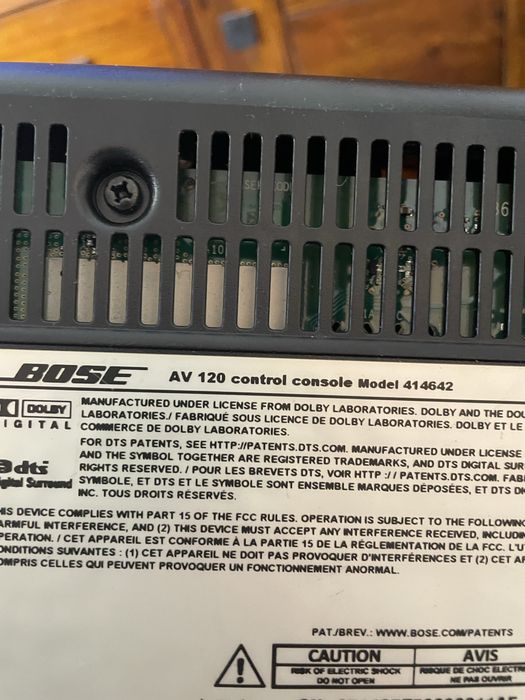 SE
10
36
BOSE AV 120 control console Model 414642
DOLBY
DIGITAL
MANUFACTURED UNDER LICENSE FROM DOLBY LABORATORIES. DOLBY AND THE DOU
LABORATORIES./ FABRIQUÉ SOUS LICENCE DE DOLBY LABORATORIES. DOLBY ET LE
COMMERCE DE DOLBY LABORATORIES.
dts
Digital Surround
FOR DTS PATENTS, SEE HTTP://PATENTS.DTS.COM. MANUFACTURED UNDER LICENSE
AND THE SYMBOL TOGETHER ARE REGISTERED TRADEMARKS, AND DTS DIGITAL SUR
RIGHTS RESERVED. / POUR LES BREVETS DTS, VOIR HTTP :// PATENTS.DTS.COM. FAB
SYMBOLE, ET DTS ET LE SYMBOLE SONT ENSEMBLE MARQUES DÉPOSÉES, ET DTS D
INC. TOUS DROITS RÉSERVÉS.
HIS DEVICE COMPLIES WITH PART 15 OF THE FCC RULES. OPERATION IS SUBJECT TO THE FOLLOWING
ARMFUL INTERFERENCE, AND (2) THIS DEVICE MUST ACCEPT ANY INTERFERENCE RECEIVED, INCLUDIN
PERATION. / CET APPAREIL EST CONFORME À LA PARTIE 15 DE LA RÉGLEMENTATION DE LA FCC. L'U
ONDITIONS SUIVANTES : (1) CET APPAREIL NE DOIT PAS PROVOQUER D'INTERFÉRENCES ET (2) CET AP
OMPRIS CELLES QUI PEUVENT PROVOQUER UN FONCTIONNEMENT ANORMAL.
PAT./BREV.: WWW.BOSE.COM/PATENTS
CAUTION AVIS
RISK OF ELECTRIC SHOCK RISQUE DE CHOC ELECTRI
DO NOT OPEN NE PAS OUVRIR